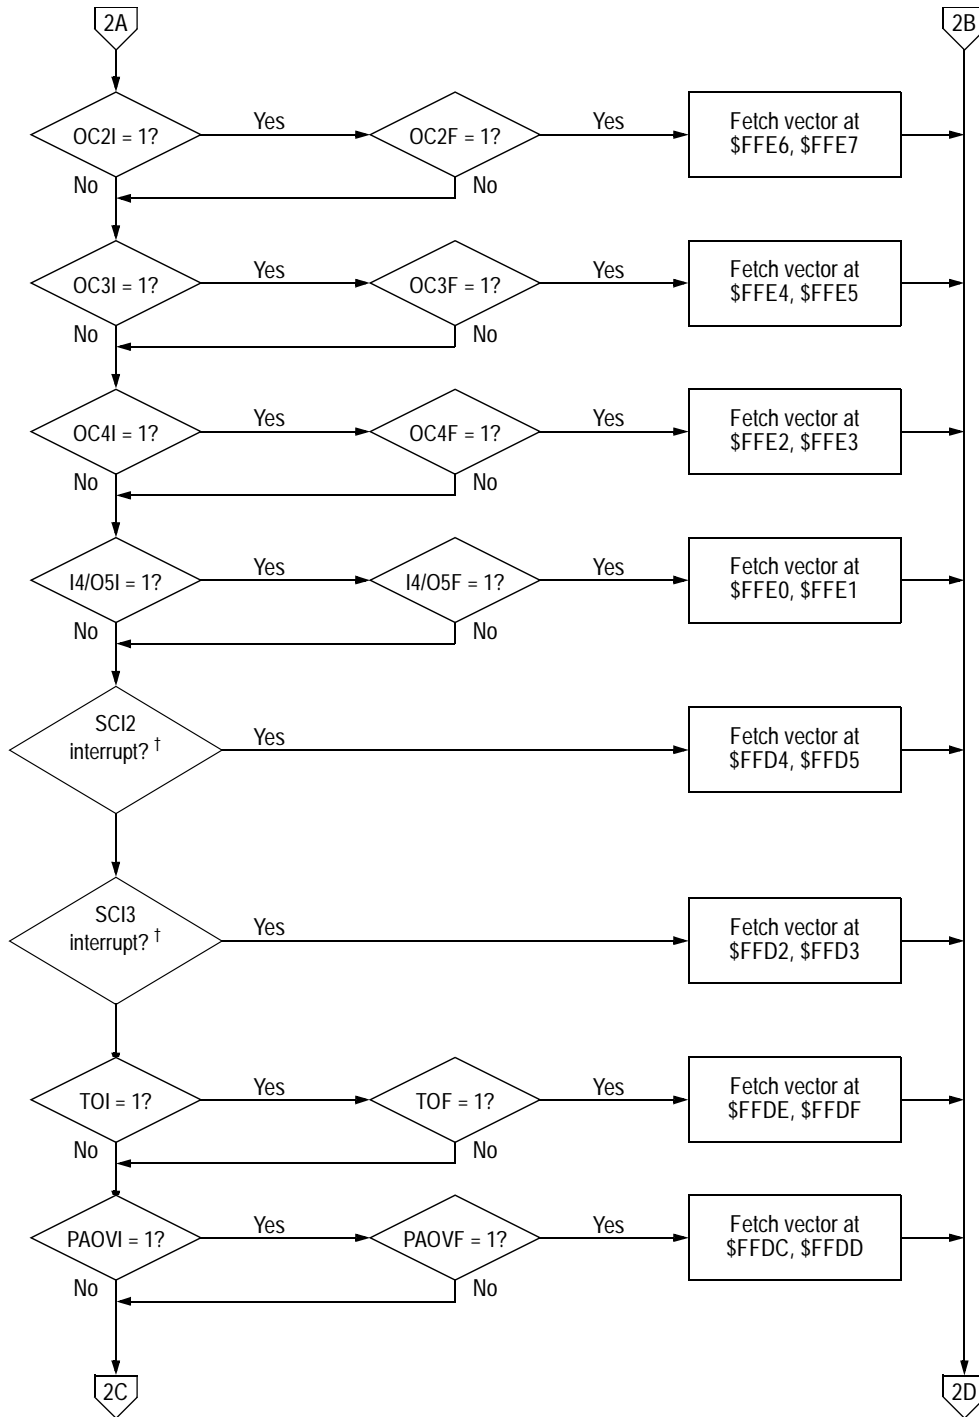 2A
2B
OC2I = 1?
Yes
OC2F = 1?
Yes
Fetch vector at
$FFE6, $FFE7
No
No
OC3I = 1?
Yes
OC3F = 1?
Yes
Fetch vector at
$FFE4, $FFE5
No
No
OC4I = 1?
Yes
OC4F = 1?
Yes
Fetch vector at
$FFE2, $FFE3
No
No
I4/O5I = 1?
Yes
I4/O5F = 1?
Yes
Fetch vector at
$FFE0, $FFE1
No
No
SCI2
interrupt? †
Yes
Fetch vector at
$FFD4, $FFD5
SCI3
interrupt? †
Yes
Fetch vector at
$FFD2, $FFD3
TOI = 1?
Yes
TOF = 1?
Yes
Fetch vector at
$FFDE, $FFDF
No
No
PAOVI = 1?
Yes
PAOVF = 1?
Yes
Fetch vector at
$FFDC, $FFDD
No
No
2C
2D